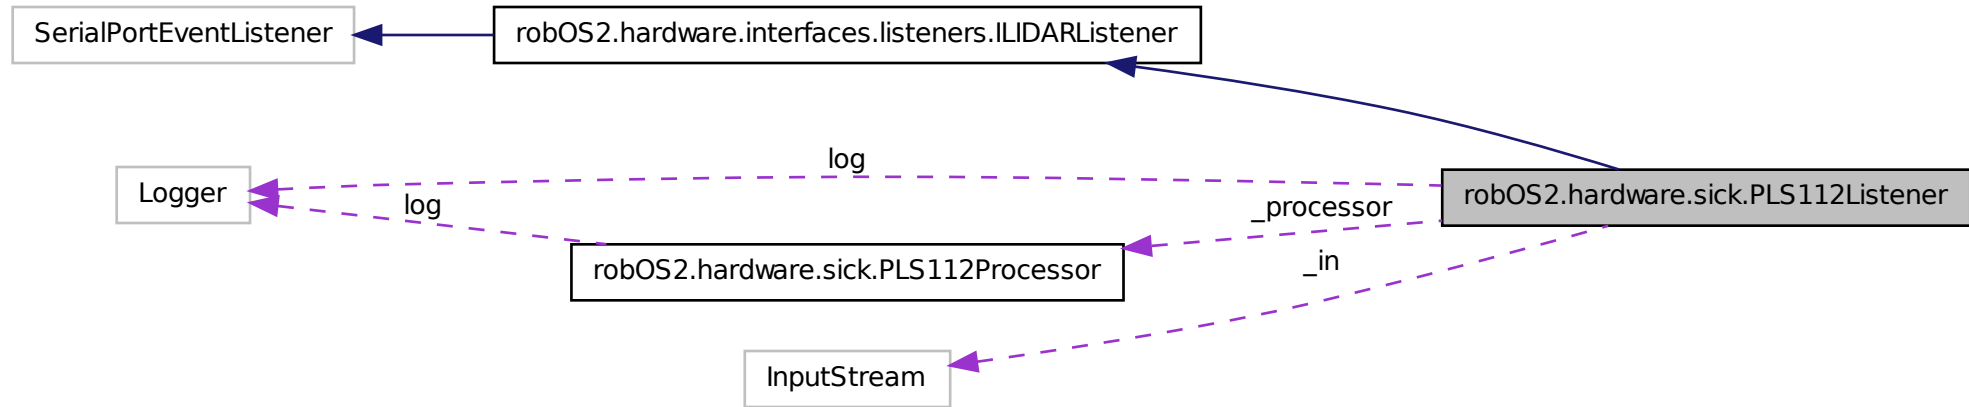 SerialPortEventListener
robOS2.hardware.interfaces.listeners.ILIDARListener
log
Logger
log
robOS2.hardware.sick.PLS112Listener
_processor
robOS2.hardware.sick.PLS112Processor
_in
InputStream